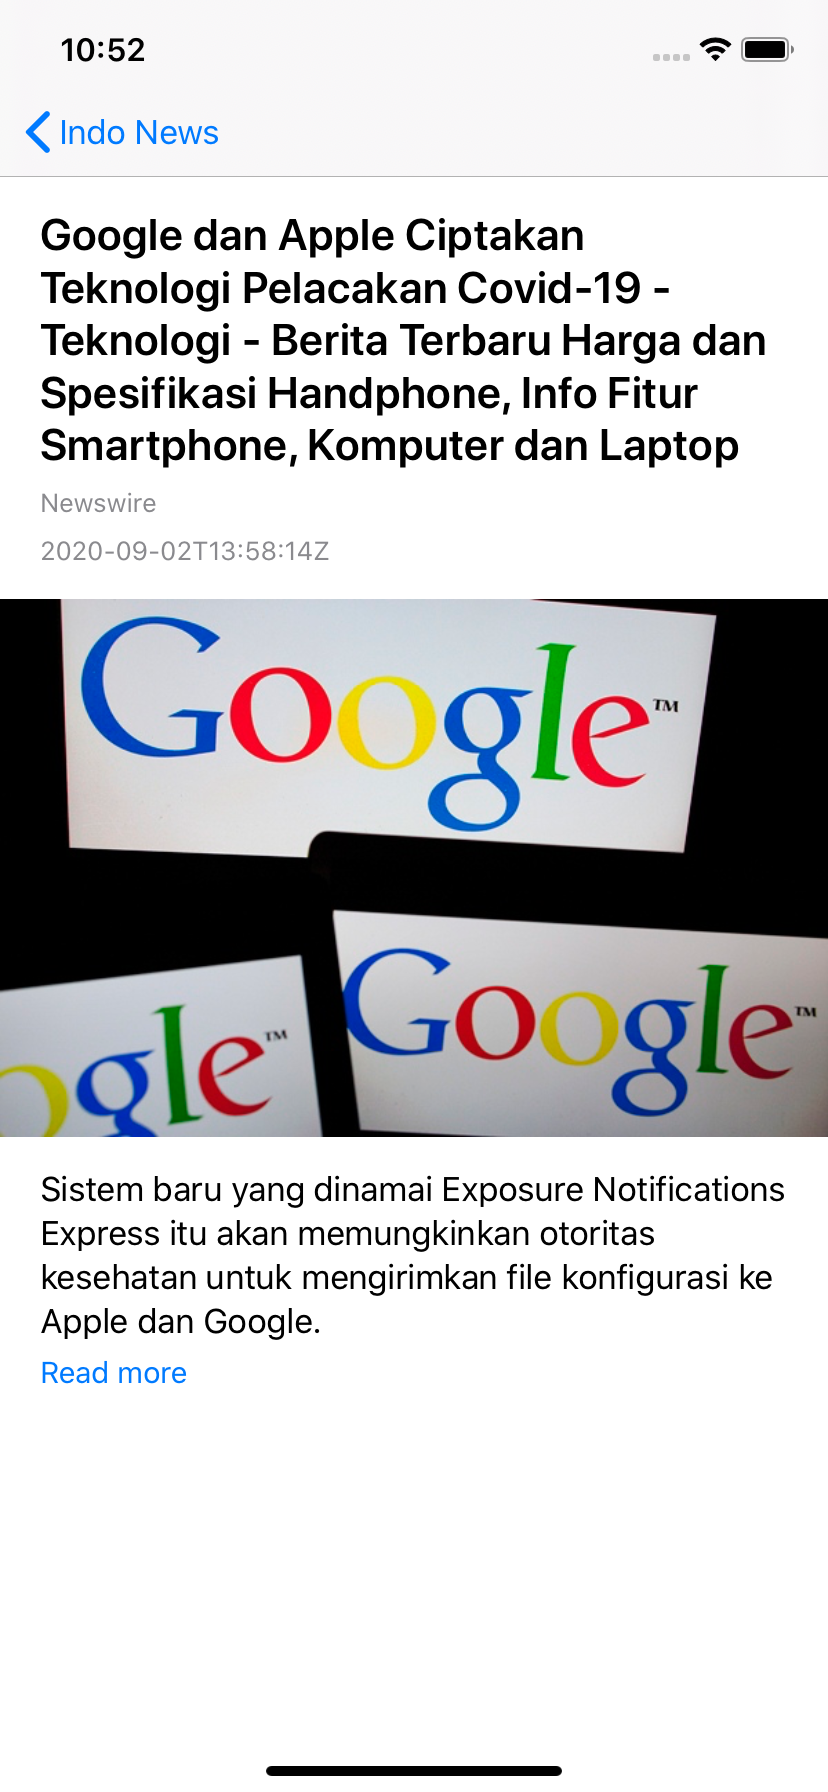 10:52
Indo News
Google dan Apple Ciptakan
Teknologi Pelacakan Covid-19 -
Teknologi - Berita Terbaru Harga dan
Spesifikasi Handphone, Info Fitur
Smartphone, Komputer dan Laptop
Newswire
2020-09-02T13:58:14Z
Google™
ogle™
Google™
Sistem baru yang dinamai Exposure Notifications
Express itu akan memungkinkan otoritas
kesehatan untuk mengirimkan file konfigurasi ke
Apple dan Google.
Read more